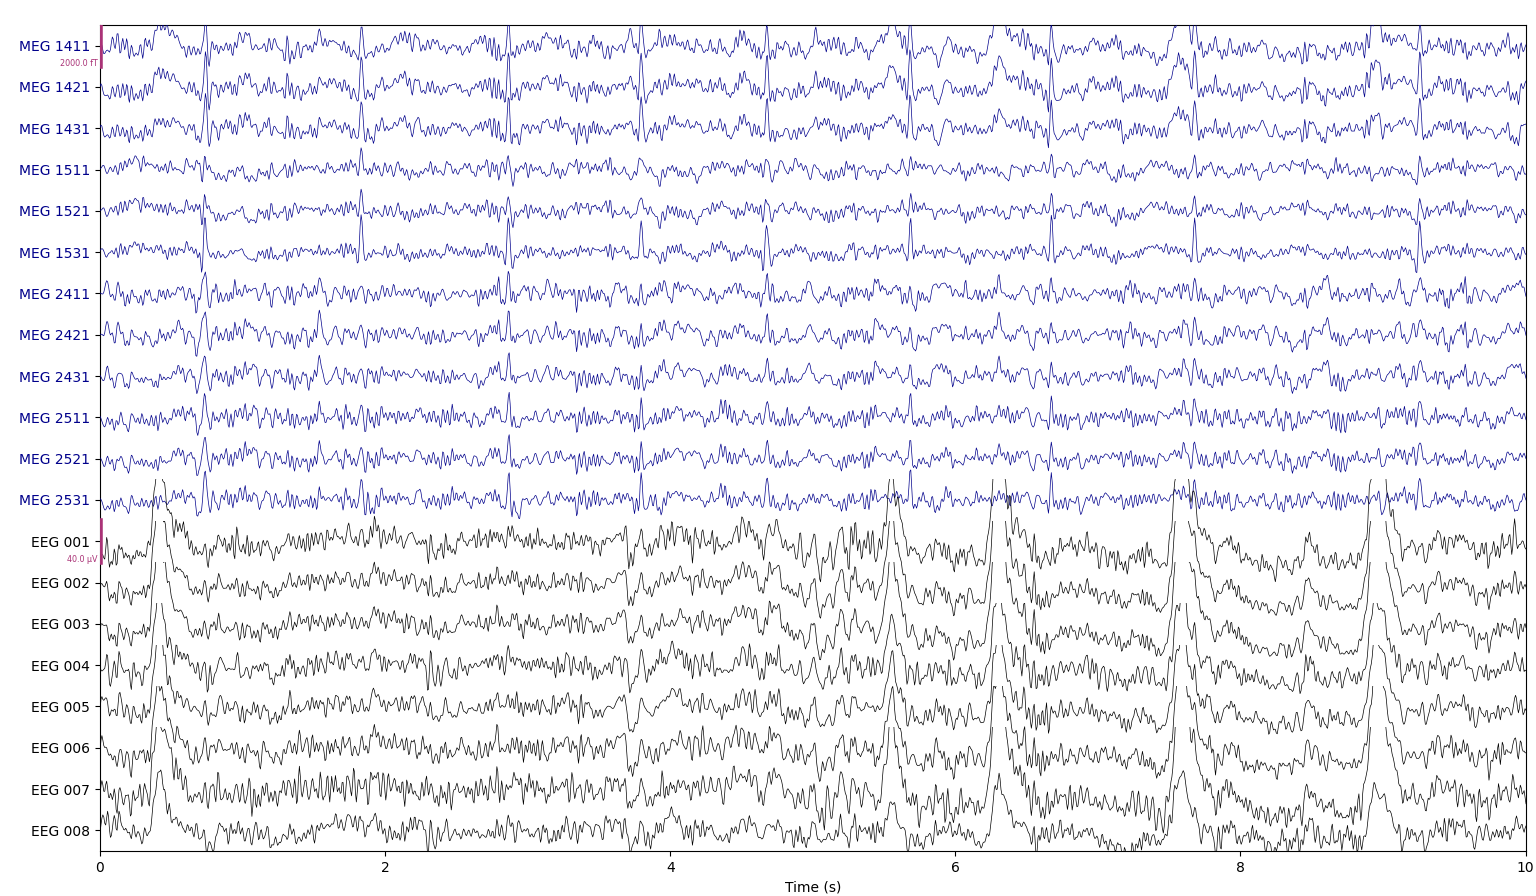 MEG 1411
2000.0 fT
MEG 1421
MEG 1431
MEG 1511
MEG 1521
MEG 1531
MEG 2411
MEG 2421
MEG 2431
MEG 2511
MEG 2521
MEG 2531
EEG 001
40.0 µV
EEG 002
EEG 003
EEG 004
EEG 005
EEG 006
EEG 007
EEG 008
0 2 4 6 8 10
Time (s)